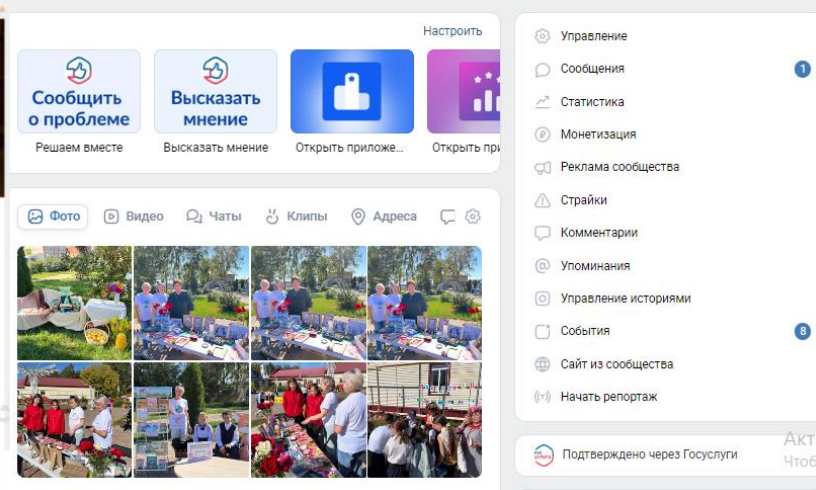 Настроить
Сообщить
о проблеме
Высказать
мнение
Решаем вместе
Высказать мнение
Открыть приложе...
Открыть при
Фото
Видео
Чаты
Клипы
Адреса
Управление
Сообщения
1
Статистика
Монетизация
Реклама сообщества
Страйки
Комментарии
Упоминания
Управление историями
События
8
Сайт из сообщества
Начать репортаж
Подтверждено через Госуслуги
Акт
Чтоб